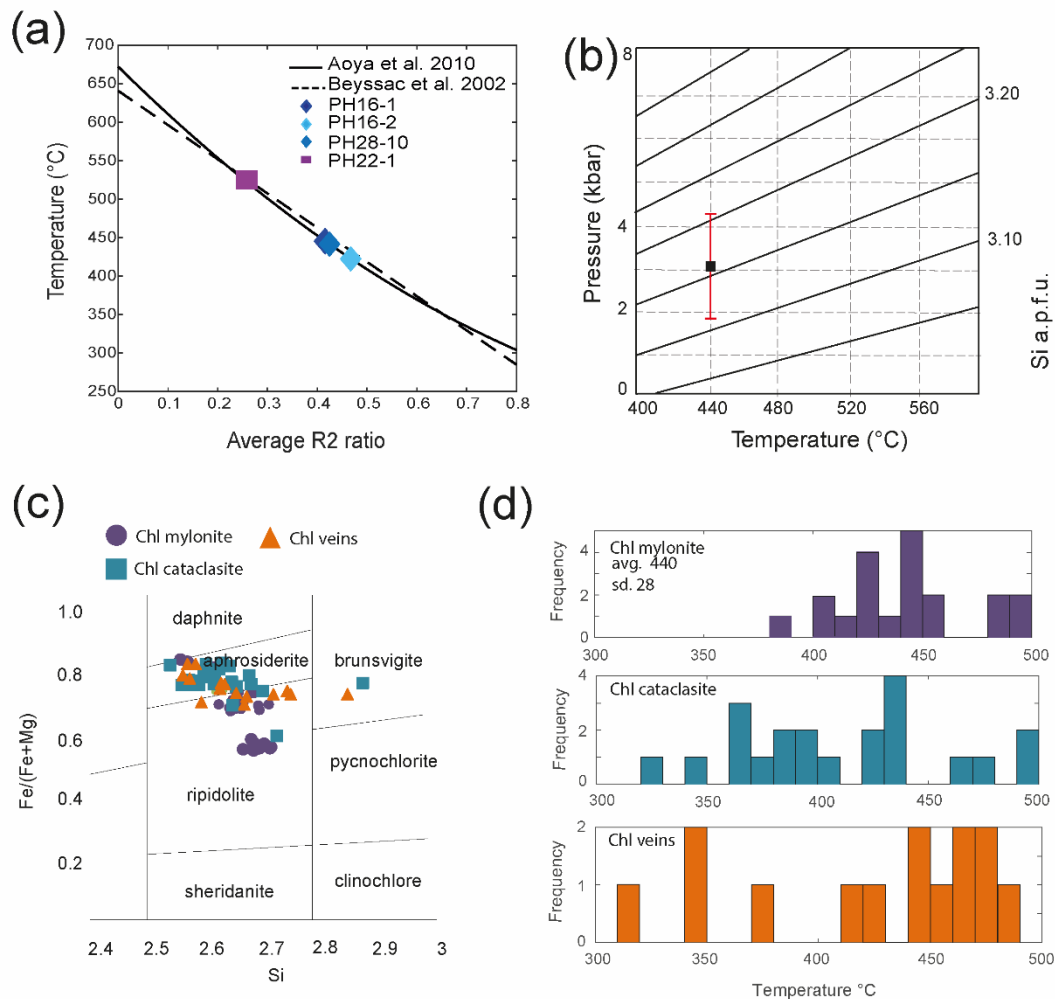 (a)
700
650
600
550
500
450
400
350
300
250
Temperature (°C)
Aoya et al. 2010
Beyssac et al. 2002
PH16-1
PH16-2
PH28-10
PH22-1
0 0.1 0.2 0.3 0.4 0.5 0.6 0.7 0.8
Average R2 ratio
(b)
8
4
2
0
Pressure (kbar)
3.20
3.10
Si a.p.f.u.
400 440 480 520 560
Temperature (°C)
(c)
Chl mylonite
Chl veins
Chl cataclasite
1.0
0.8
0.6
0.4
0.2
Fe/(Fe+Mg)
daphnite
aphrosiderite
brunsvigite
pycnochlorite
ripidolite
sheridanite
clinochlore
2.4 2.5 2.6 2.7 2.8 2.9 3
Si
(d)
Chl mylonite
avg. 440
sd. 28
Frequency
4
2
0
300 350 400 450 500
Chl cataclasite
Frequency
4
2
0
300 350 400 450 500
Chl veins
Frequency
2
1
0
300 350 400 450 500
Temperature °C